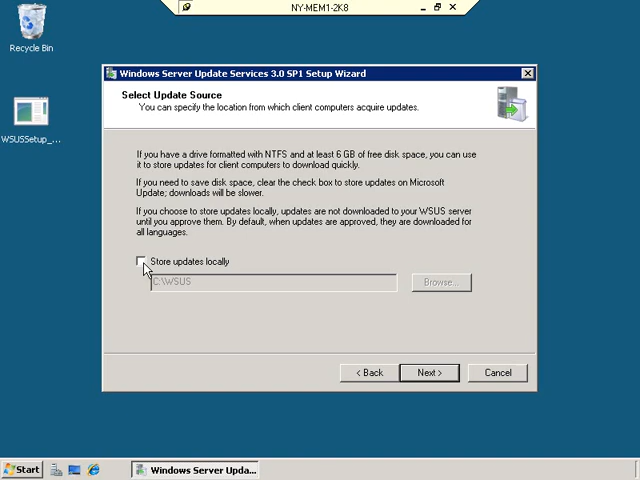 NY-MEM1-2K8
Recycle Bin
WSUSSetup_...
Windows Server Update Services 3.0 SP1 Setup Wizard
Select Update Source
You can specify the location from which client computers acquire updates.
If you have a drive formatted with NTFS and at least 6 GB of free disk space, you can use
it to store updates for client computers to download quickly.
If you need to save disk space, clear the check box to store updates on Microsoft
Update; downloads will be slower.
If you choose to store updates locally, updates are not downloaded to your WSUS server
until you approve them. By default, when updates are approved, they are downloaded for
all languages.
Store updates locally
C:\WSUS
Browse...
< Back
Next >
Cancel
Start
Windows Server Upda...